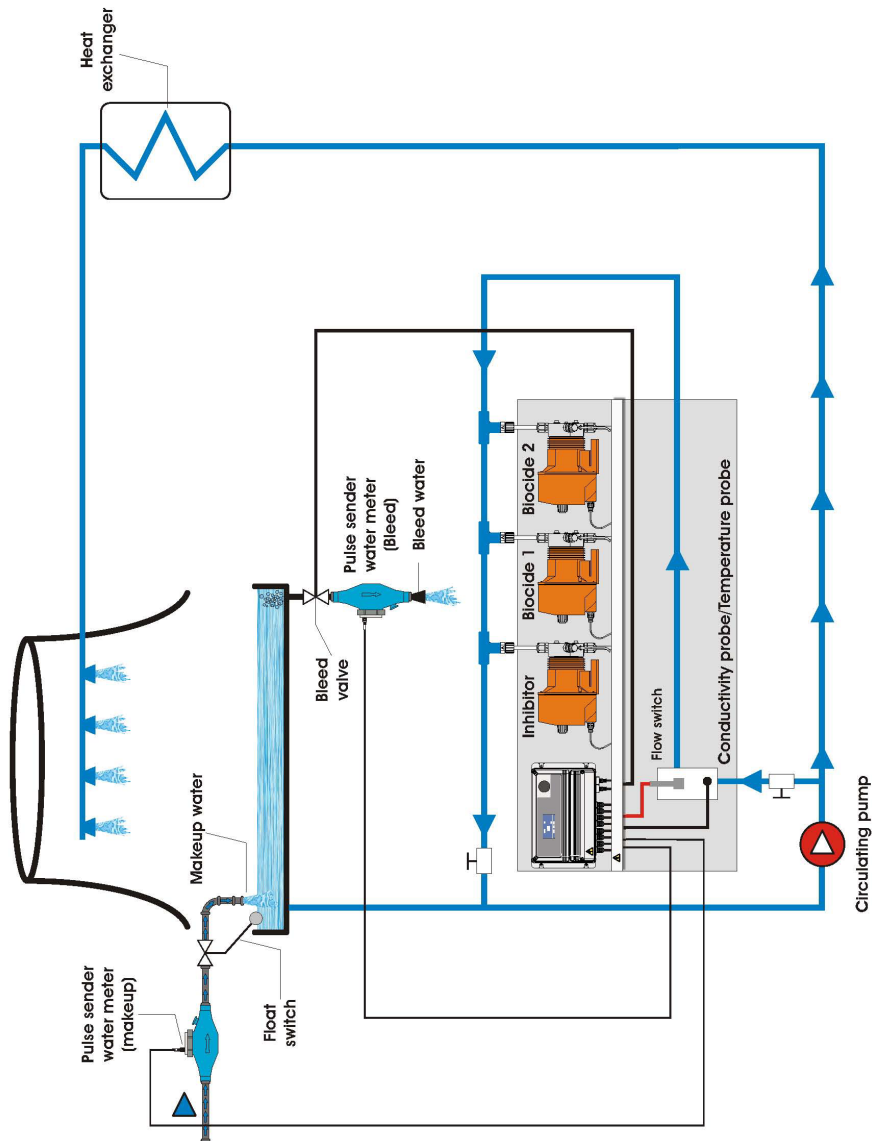 Heat
exchanger
Pulse sender
water meter
(makeup)
Float
switch
Makeup water
Bleed
valve
Pulse sender
water meter
(Bleed)
Bleed water
Inhibitor
Biocide 1
Biocide 2
Flow switch
Conductivity probe/Temperature probe
Circulating pump